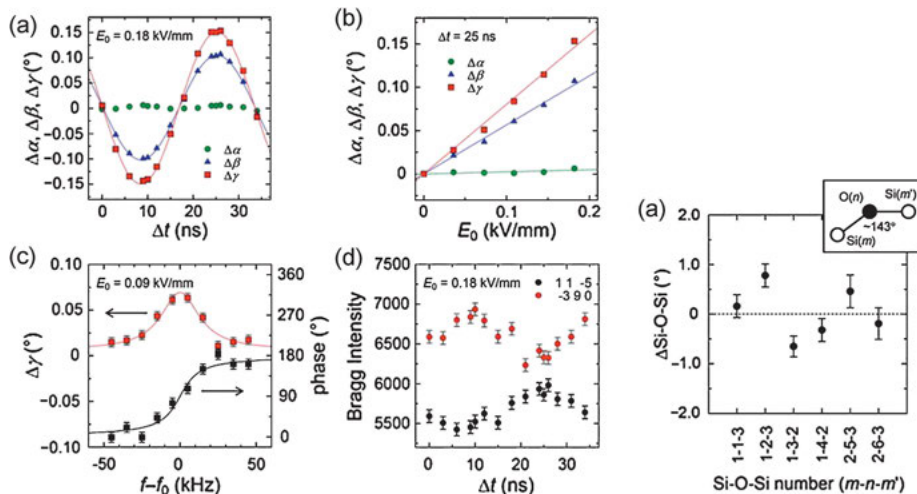 (a)
E0 = 0.18 kV/mm
Δα, Δβ, Δγ (°)
0.15
0.10
0.05
0
-0.05
-0.10
-0.15
Δα
Δβ
Δγ
0 10 20 30
Δt (ns)
(b)
Δt = 25 ns
Δα
Δβ
Δγ
Δα, Δβ, Δγ (°)
0.15
0.10
0.05
0
0 0.1 0.2
E0 (kV/mm)
(c)
E0 = 0.09 kV/mm
Δγ (°)
0.10
0.05
0
-0.05
-0.10
360
270
180
90
0
phase (°)
-50 0 50
f–f0 (kHz)
(d)
E0 = 0.18 kV/mm
1 1 -5
-3 9 0
Bragg Intensity
7500
7000
6500
6000
5500
5000
0 10 20 30
Δt (ns)
(a)
O(n) Si(m')
~143°
Si(m)
ΔSi-O-Si (°)
2.0
1.0
0.0
−1.0
−2.0
1-1-3
1-2-3
1-3-2
1-4-2
2-5-3
2-6-3
Si-O-Si number (m-n-m')